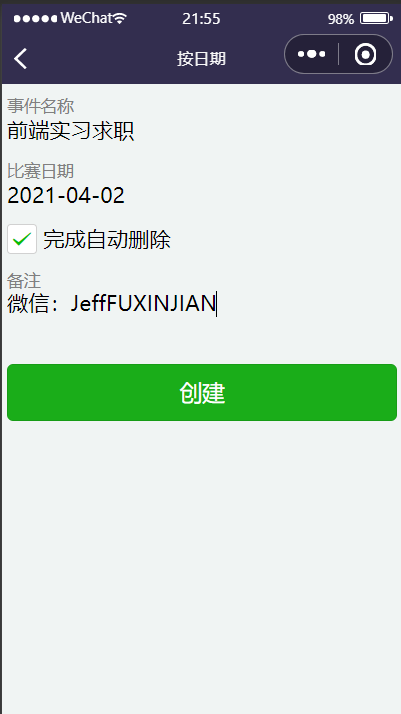 WeChat 21:55 98%
按日期
事件名称
前端实习求职
比赛日期
2021-04-02
完成自动删除
备注
微信：JeffFUXINJIAN
创建